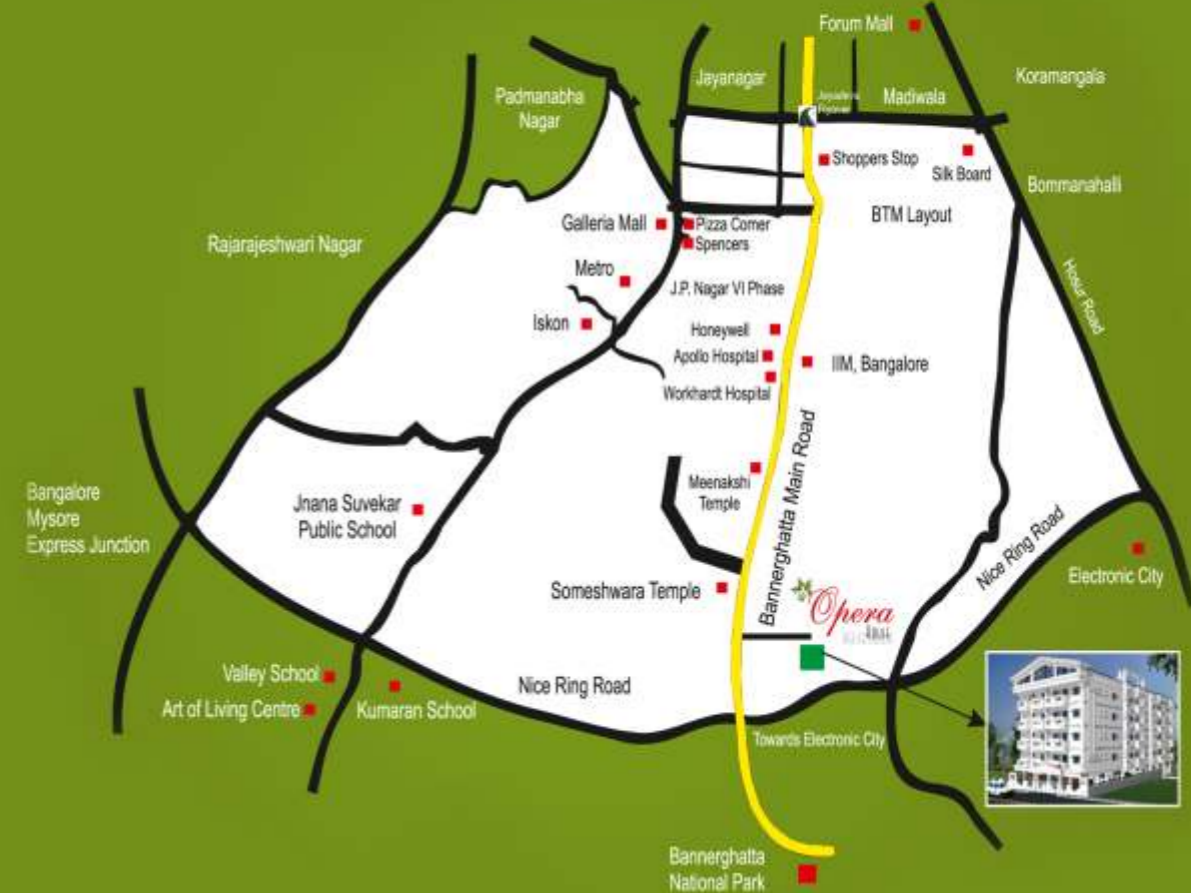 Forum Mall
Koramangala
Jayanagar
Padmanabha
Nagar
Madiwala
Shoppers Stop
Silk Board
Bommanahalli
BTM Layout
Galleria Mall
Pizza Corner
Spencers
Rajarajeshwari Nagar
Metro
J.P. Nagar VI Phase
Hosur Road
Iskon
Honeywell
Apollo Hospital
IIM, Bangalore
Workhardt Hospital
Bannerghatta Main Road
Meenakshi
Temple
Bangalore
Mysore
Express Junction
Jnana Suvekar
Public School
Nice Ring Road
Electronic City
Someshwara Temple
Opera
Valley School
Nice Ring Road
Art of Living Centre
Kumaran School
Towards Electronic City
Bannerghatta
National Park